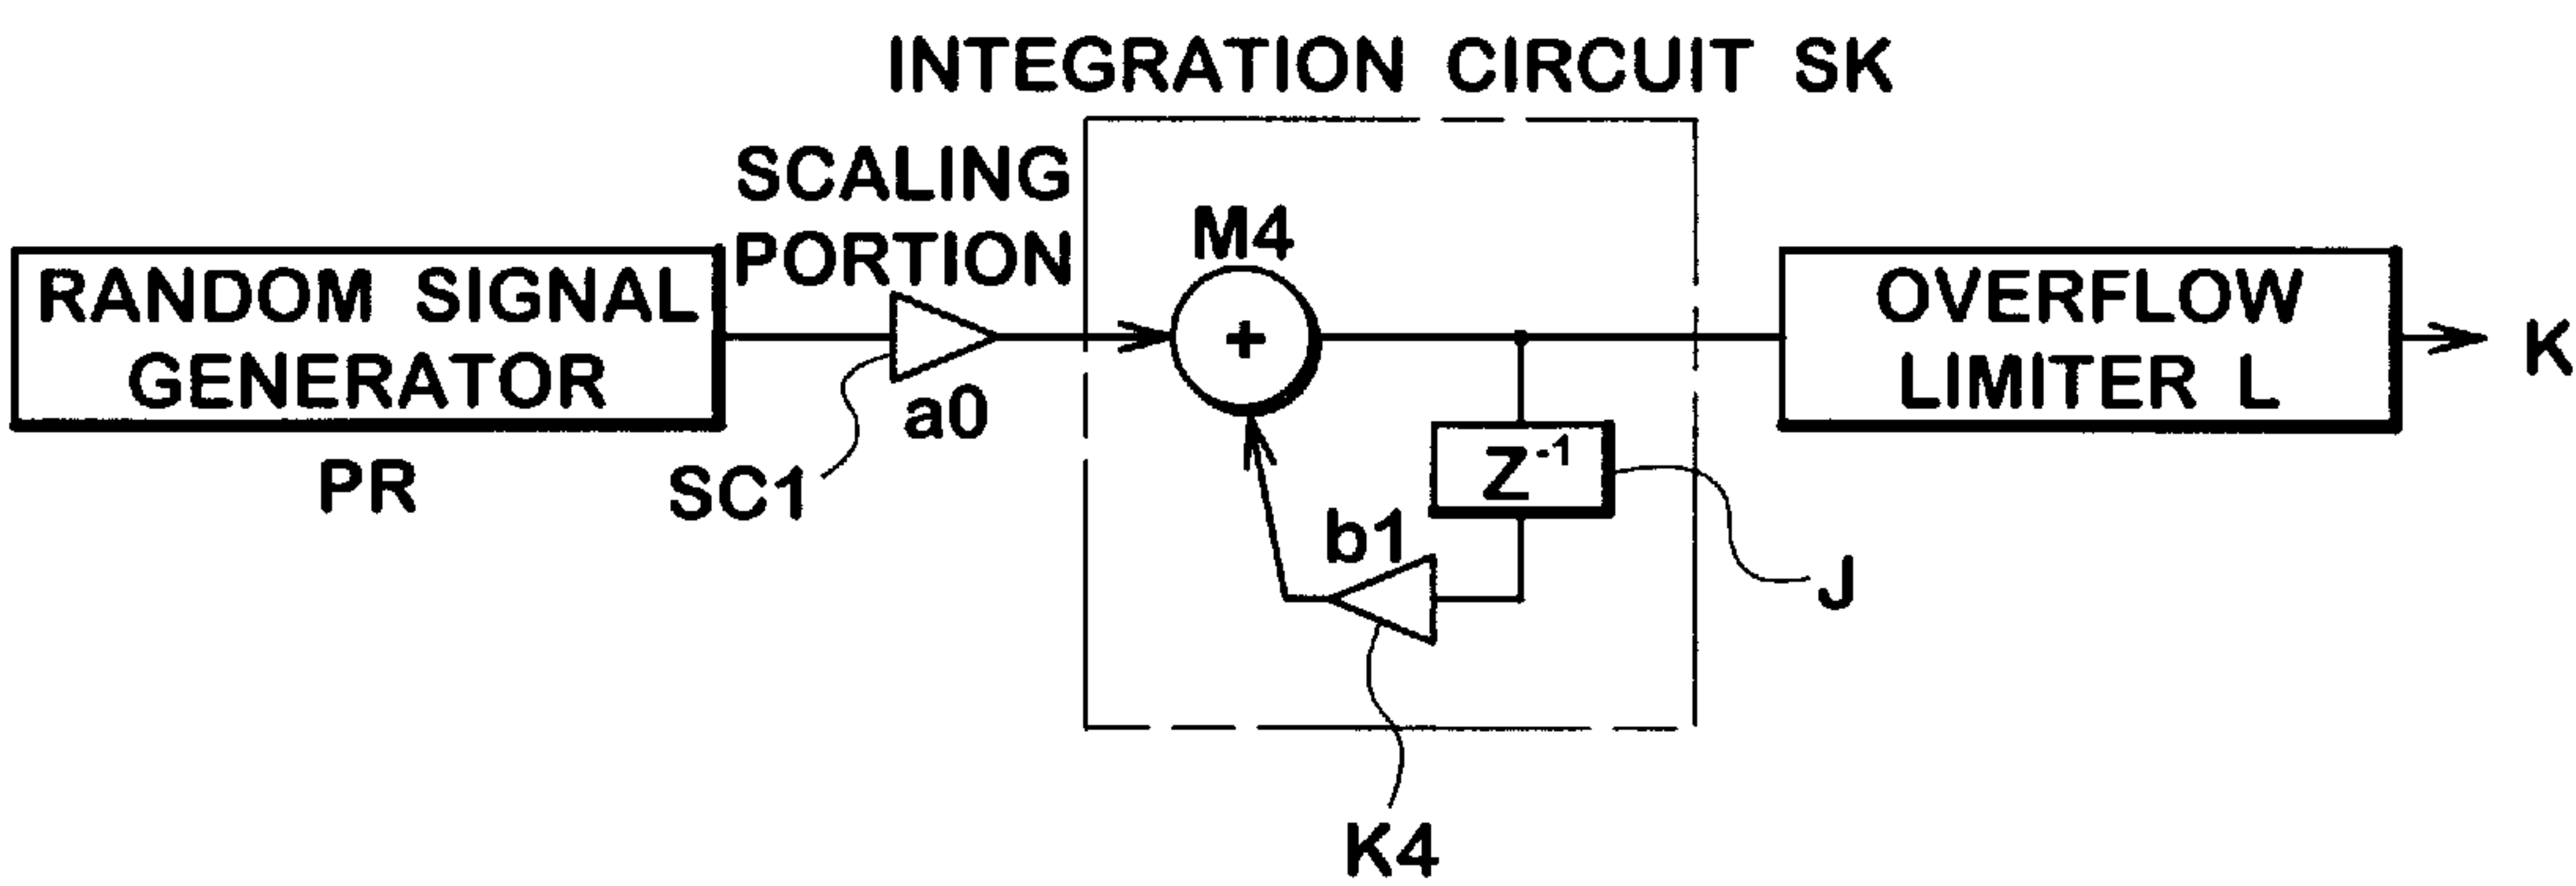 INTEGRATION CIRCUIT SK
SCALING
PORTION
M4
RANDOM SIGNAL
GENERATOR
PR
SC1
a0
+
Z-1
b1
J
K4
OVERFLOW
LIMITER L
K